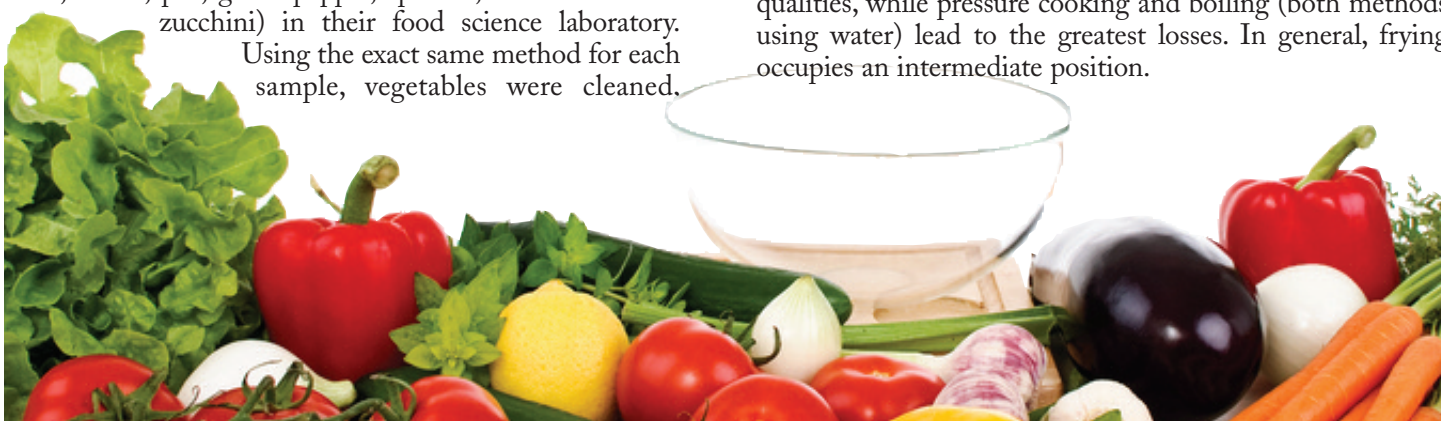 zucchini) in their food science laboratory.
Using the exact same method for each
sample, vegetables were cleaned,
qualities, while pressure cooking and boiling (both methods
using water) lead to the greatest losses. In general, frying
occupies an intermediate position.